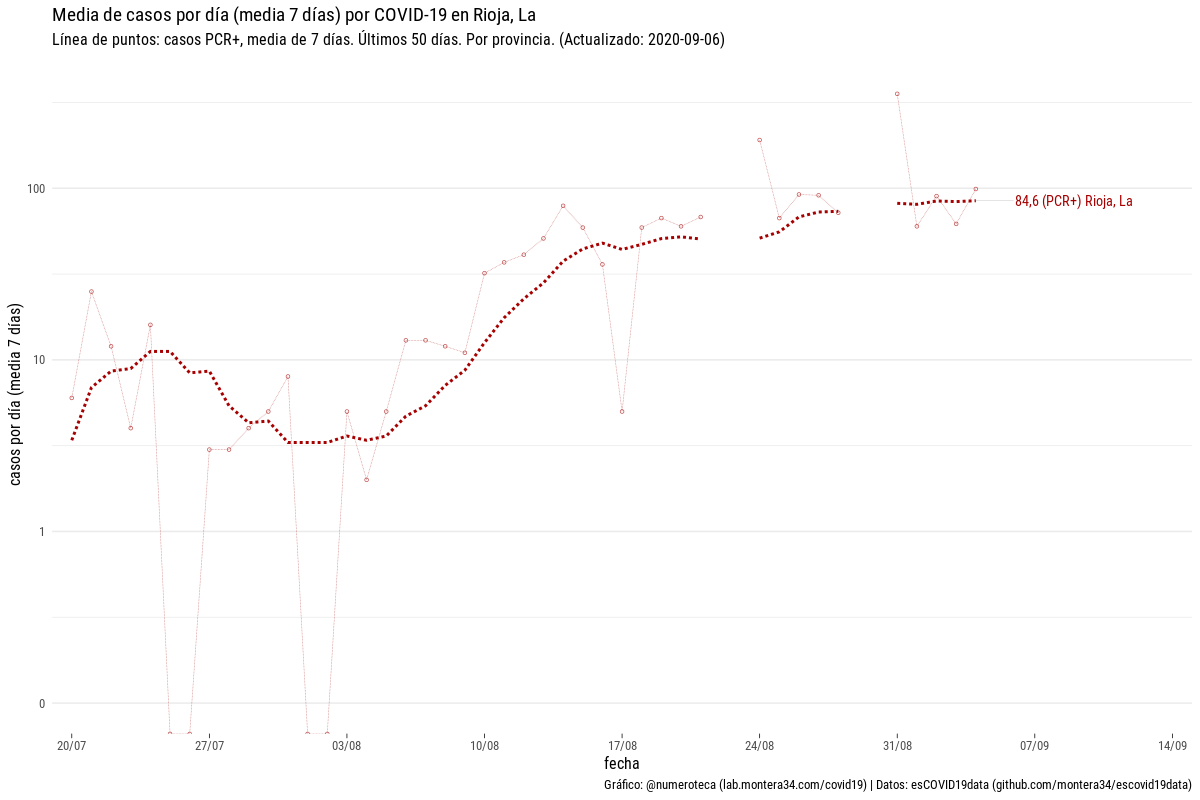 Media de casos por día (media 7 días) por COVID-19 en Rioja, La
Línea de puntos: casos PCR+, media de 7 días. Últimos 50 días. Por provincia. (Actualizado: 2020-09-06)
casos por día (media 7 días)
100
10
1
0
84,6 (PCR+) Rioja, La
20/07 27/07 03/08 10/08 17/08 24/08 31/08 07/09 14/09
fecha
Gráfico: @numeroteca (lab.montera34.com/covid19) | Datos: esCOVID19data (github.com/montera34/escovid19data)